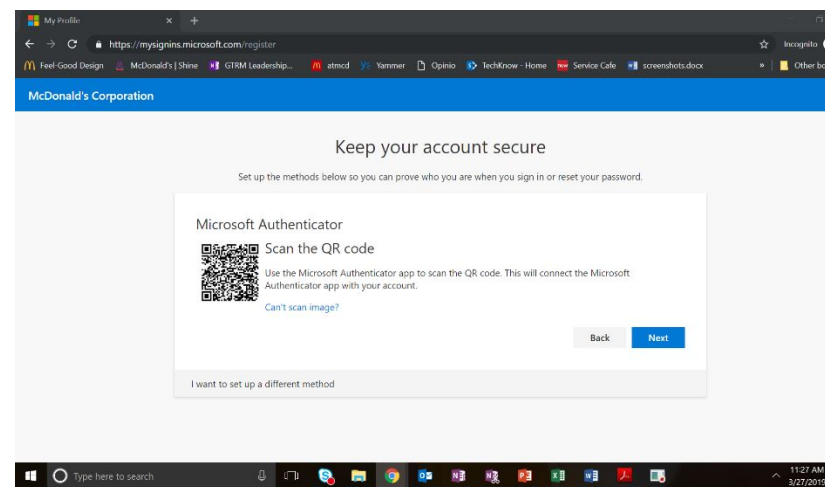 My Profile
https://mysignins.microsoft.com/register
Incognito
Feel-Good Design McDonald's | Shine GTRM Leadership... atmcd Yammer Opinio TechKnow - Home Service Cafe screenshots.docx » Other bo
McDonald's Corporation
Keep your account secure
Set up the methods below so you can prove who you are when you sign in or reset your password.
Microsoft Authenticator
Scan the QR code
Use the Microsoft Authenticator app to scan the QR code. This will connect the Microsoft
Authenticator app with your account.
Can't scan image?
Back Next
I want to set up a different method
Type here to search
11:27 AM
3/27/2019